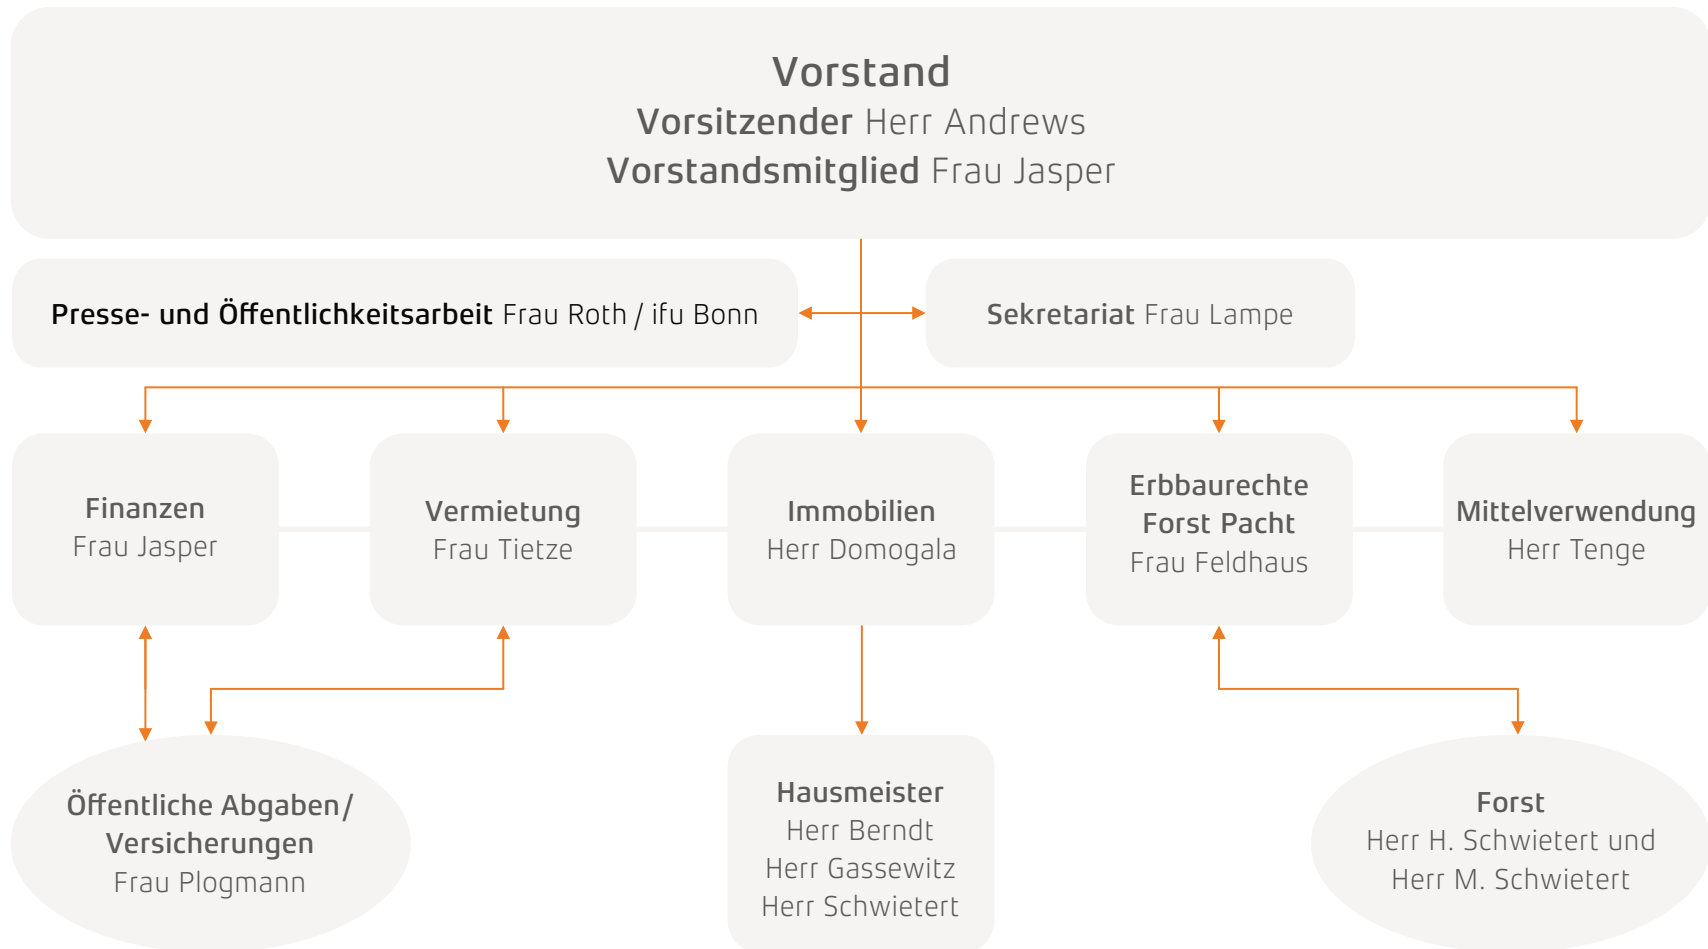 Vorstand
Vorsitzender Herr Andrews
Vorstandsmitglied Frau Jasper
Presse- und Öffentlichkeitsarbeit Frau Roth / ifu Bonn
Sekretariat Frau Lampe
Finanzen
Frau Jasper
Vermietung
Frau Tietze
Immobilien
Herr Domogala
Erbbaurechte
Forst Pacht
Frau Feldhaus
Mittelverwendung
Herr Tenge
Öffentliche Abgaben/
Versicherungen
Frau Plogmann
Hausmeister
Herr Berndt
Herr Gassewitz
Herr Schwietert
Forst
Herr H. Schwietert und
Herr M. Schwietert